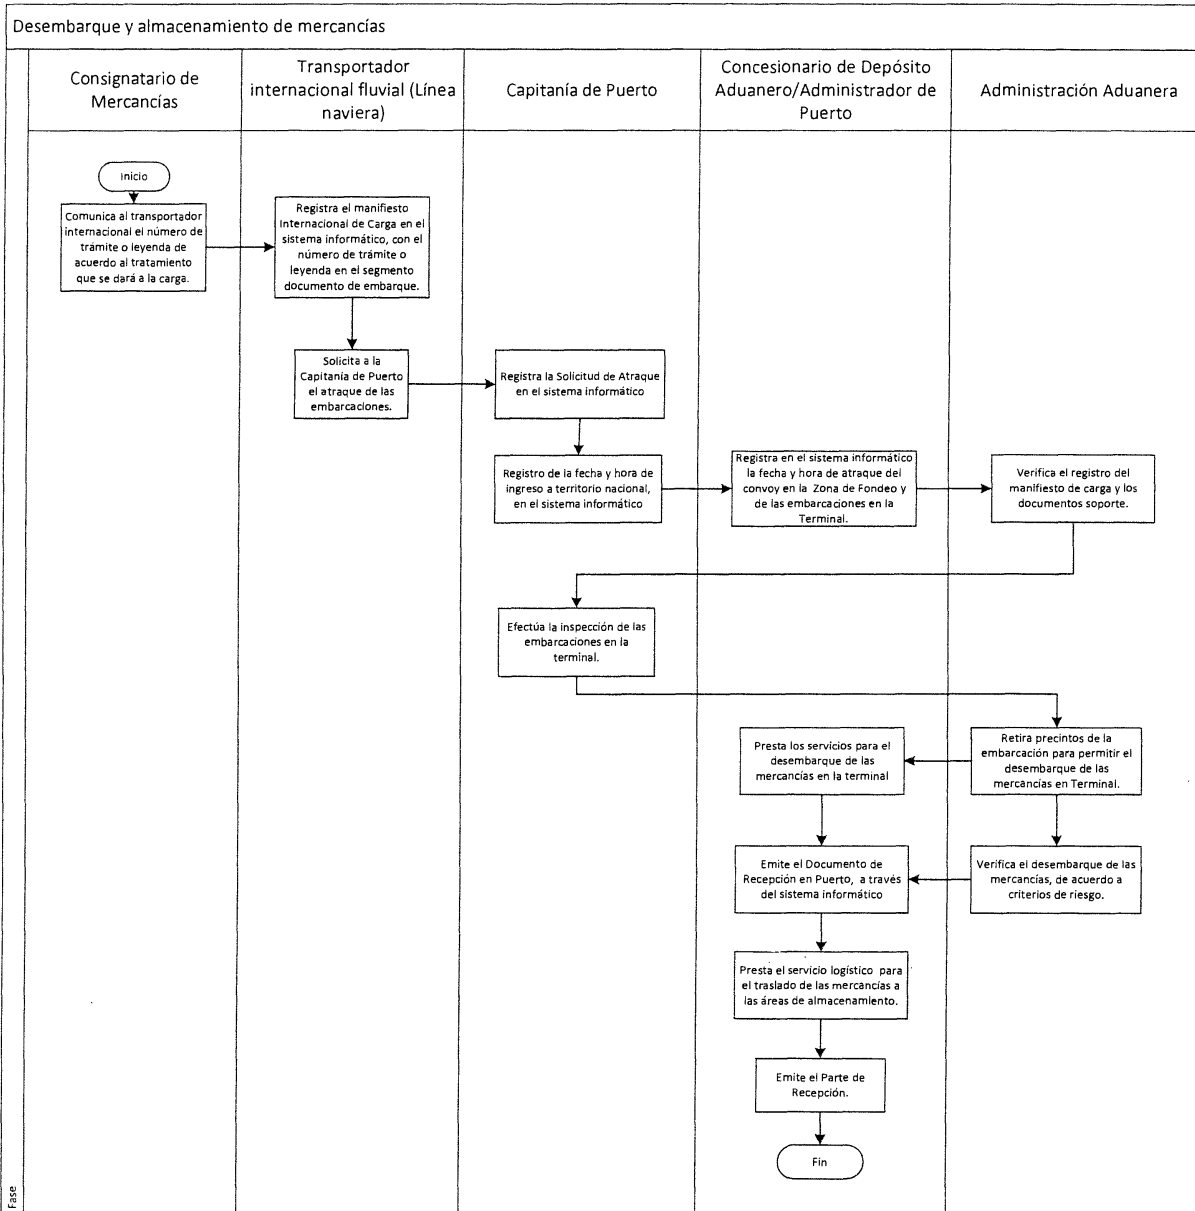 Desembarque y almacenamiento de mercancías
Consignatario de
Mercancías
Transportador
internacional fluvial (Línea
naviera)
Capitanía de Puerto
Concesionario de Depósito
Aduanero/Administrador de
Puerto
Administración Aduanera
Inicio
Comunica al transportador
internacional el número de
trámite o leyenda de
acuerdo al tratamiento
que se dará a la carga.
Registra el manifiesto
Internacional de Carga en el
sistema informático, con el
número de trámite o
leyenda en el segmento
documento de embarque.
Solicita a la
Capitanía de Puerto
el atraque de las
embarcaciones.
Registra la Solicitud de Atraque
en el sistema informático
Registro de la fecha y hora de
ingreso a territorio nacional,
en el sistema informático
Registra en el sistema informático
la fecha y hora de atraque del
convoy en la Zona de Fondeo y
de las embarcaciones en la
Terminal.
Verifica el registro del
manifiesto de carga y los
documentos soporte.
Efectúa la inspección de las
embarcaciones en la
terminal.
Retira precintos de la
embarcación para permitir el
desembarque de las
mercancías en Terminal.
Presta los servicios para el
desembarque de las
mercancías en la terminal
Verifica el desembarque de las
mercancías, de acuerdo a
criterios de riesgo.
Emite el Documento de
Recepción en Puerto, a través
del sistema informático
Presta el servicio logístico para
el traslado de las mercancías a
las áreas de almacenamiento.
Emite el Parte de
Recepción.
Fin
Fase